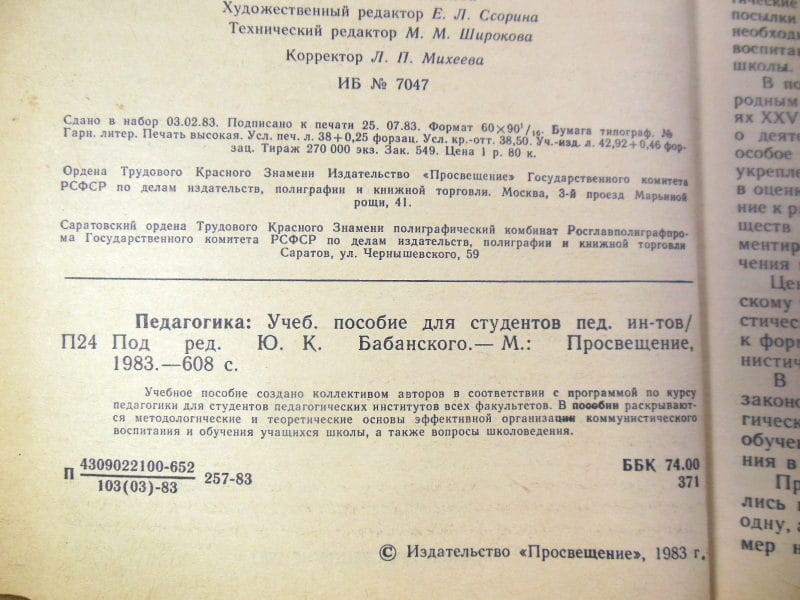 Художественный редактор Е. Л. Ссорина
Технический редактор М. М. Широкова
Корректор Л. П. Михеева
ИБ № 7047
Сдано в набор 03.02.83. Подписано к печати 25. 07.83. Формат 60×90¹/₁₆. Бумага типограф. №
Гарн. литер. Печать высокая. Усл. печ. л. 38+0,25 форзац. Усл. кр.-отт. 38,50. Уч.-изд. л. 42,92+0,46 фор-
зац. Тираж 270 000 экз. Зак. 549. Цена 1 р. 80 к.
Ордена Трудового Красного Знамени Издательство «Просвещение» Государственного комитета
РСФСР по делам издательств, полиграфии и книжной торговли. Москва, 3-й проезд Марьиной
рощи, 41.
Саратовский ордена Трудового Красного Знамени полиграфический комбинат Росглавполиграфпро-
ма Государственного комитета РСФСР по делам издательств, полиграфии и книжной торговли
Саратов, ул. Чернышевского, 59
Педагогика: Учеб. пособие для студентов пед. ин-тов/
П24 Под ред. Ю. К. Бабанского.— М.: Просвещение,
1983.—608 с.
Учебное пособие создано коллективом авторов в соответствии с программой по курсу
педагогики для студентов педагогических институтов всех факультетов. В пособии раскрывают-
ся методологические и теоретические основы эффективной организации коммунистического
воспитания и обучения учащихся школы, а также вопросы школоведения.
П 4309022100-652 257-83
103(03)-83
ББК 74.00
371
© Издательство «Просвещение», 1983 г.
посылки
необходи
воспитан
школы.
В по
родным
ях XXV
о деяте
особое
укрепле
в оценк
ние к р
ществ
ментир
чения
Цен
скому
стичес
к форм
нистич
В
законо
гическ
обучен
ния в
Пр
лись
одну, а
мер н